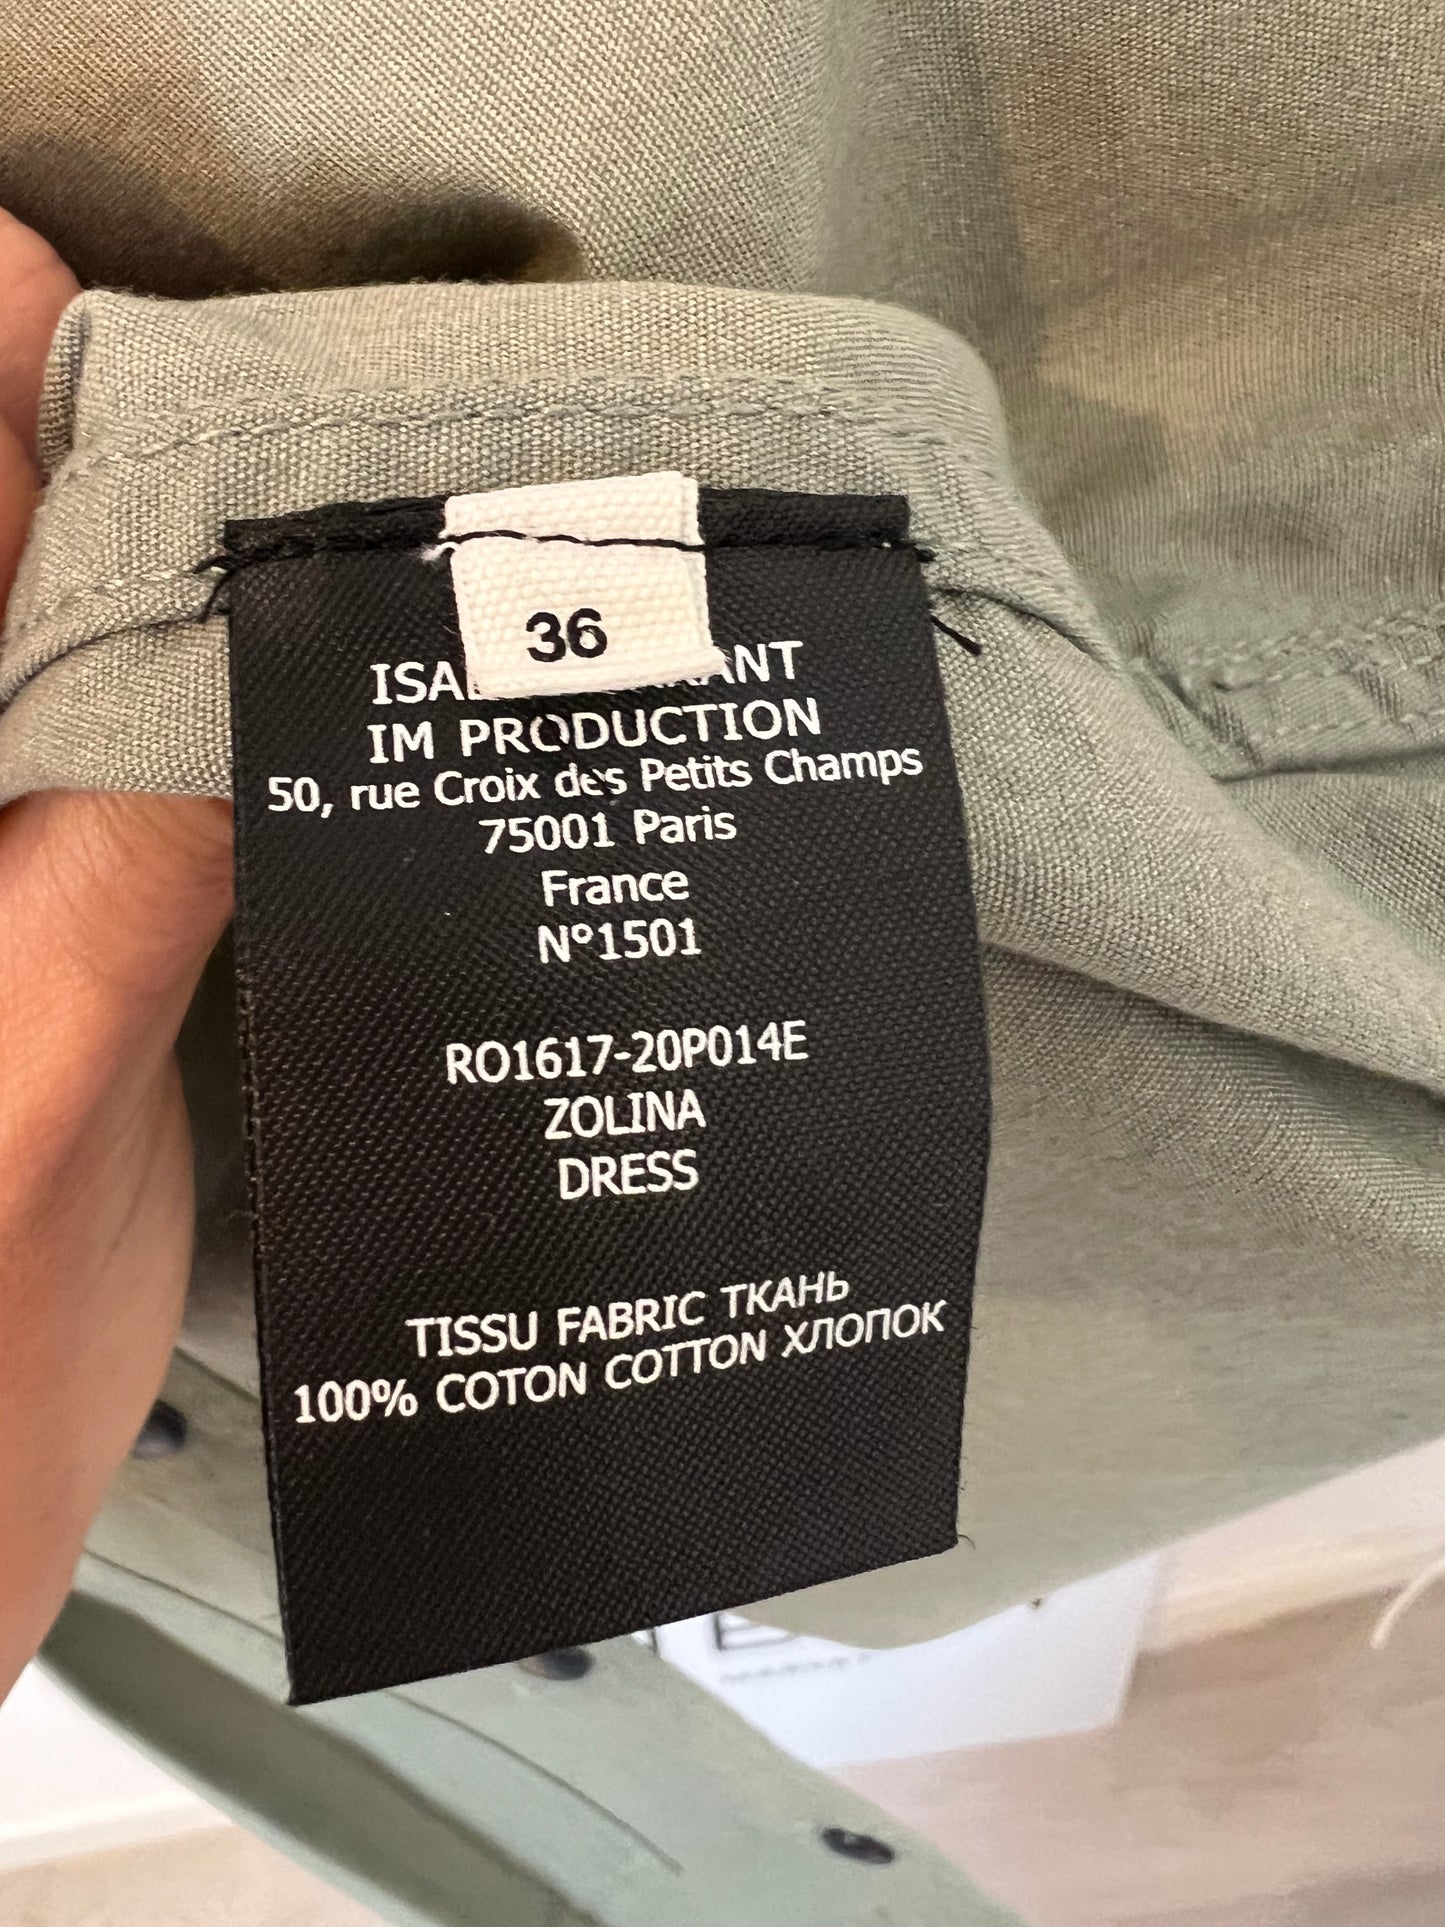 36
IM PRODUCTION
50, rue Croix des Petits Champs
75001 Paris
France
N°1501
RO1617-20P014E
ZOLINA
DRESS
TISSU FABRIC ТКАНЬ
100% COTON COTTON ХЛОПОК